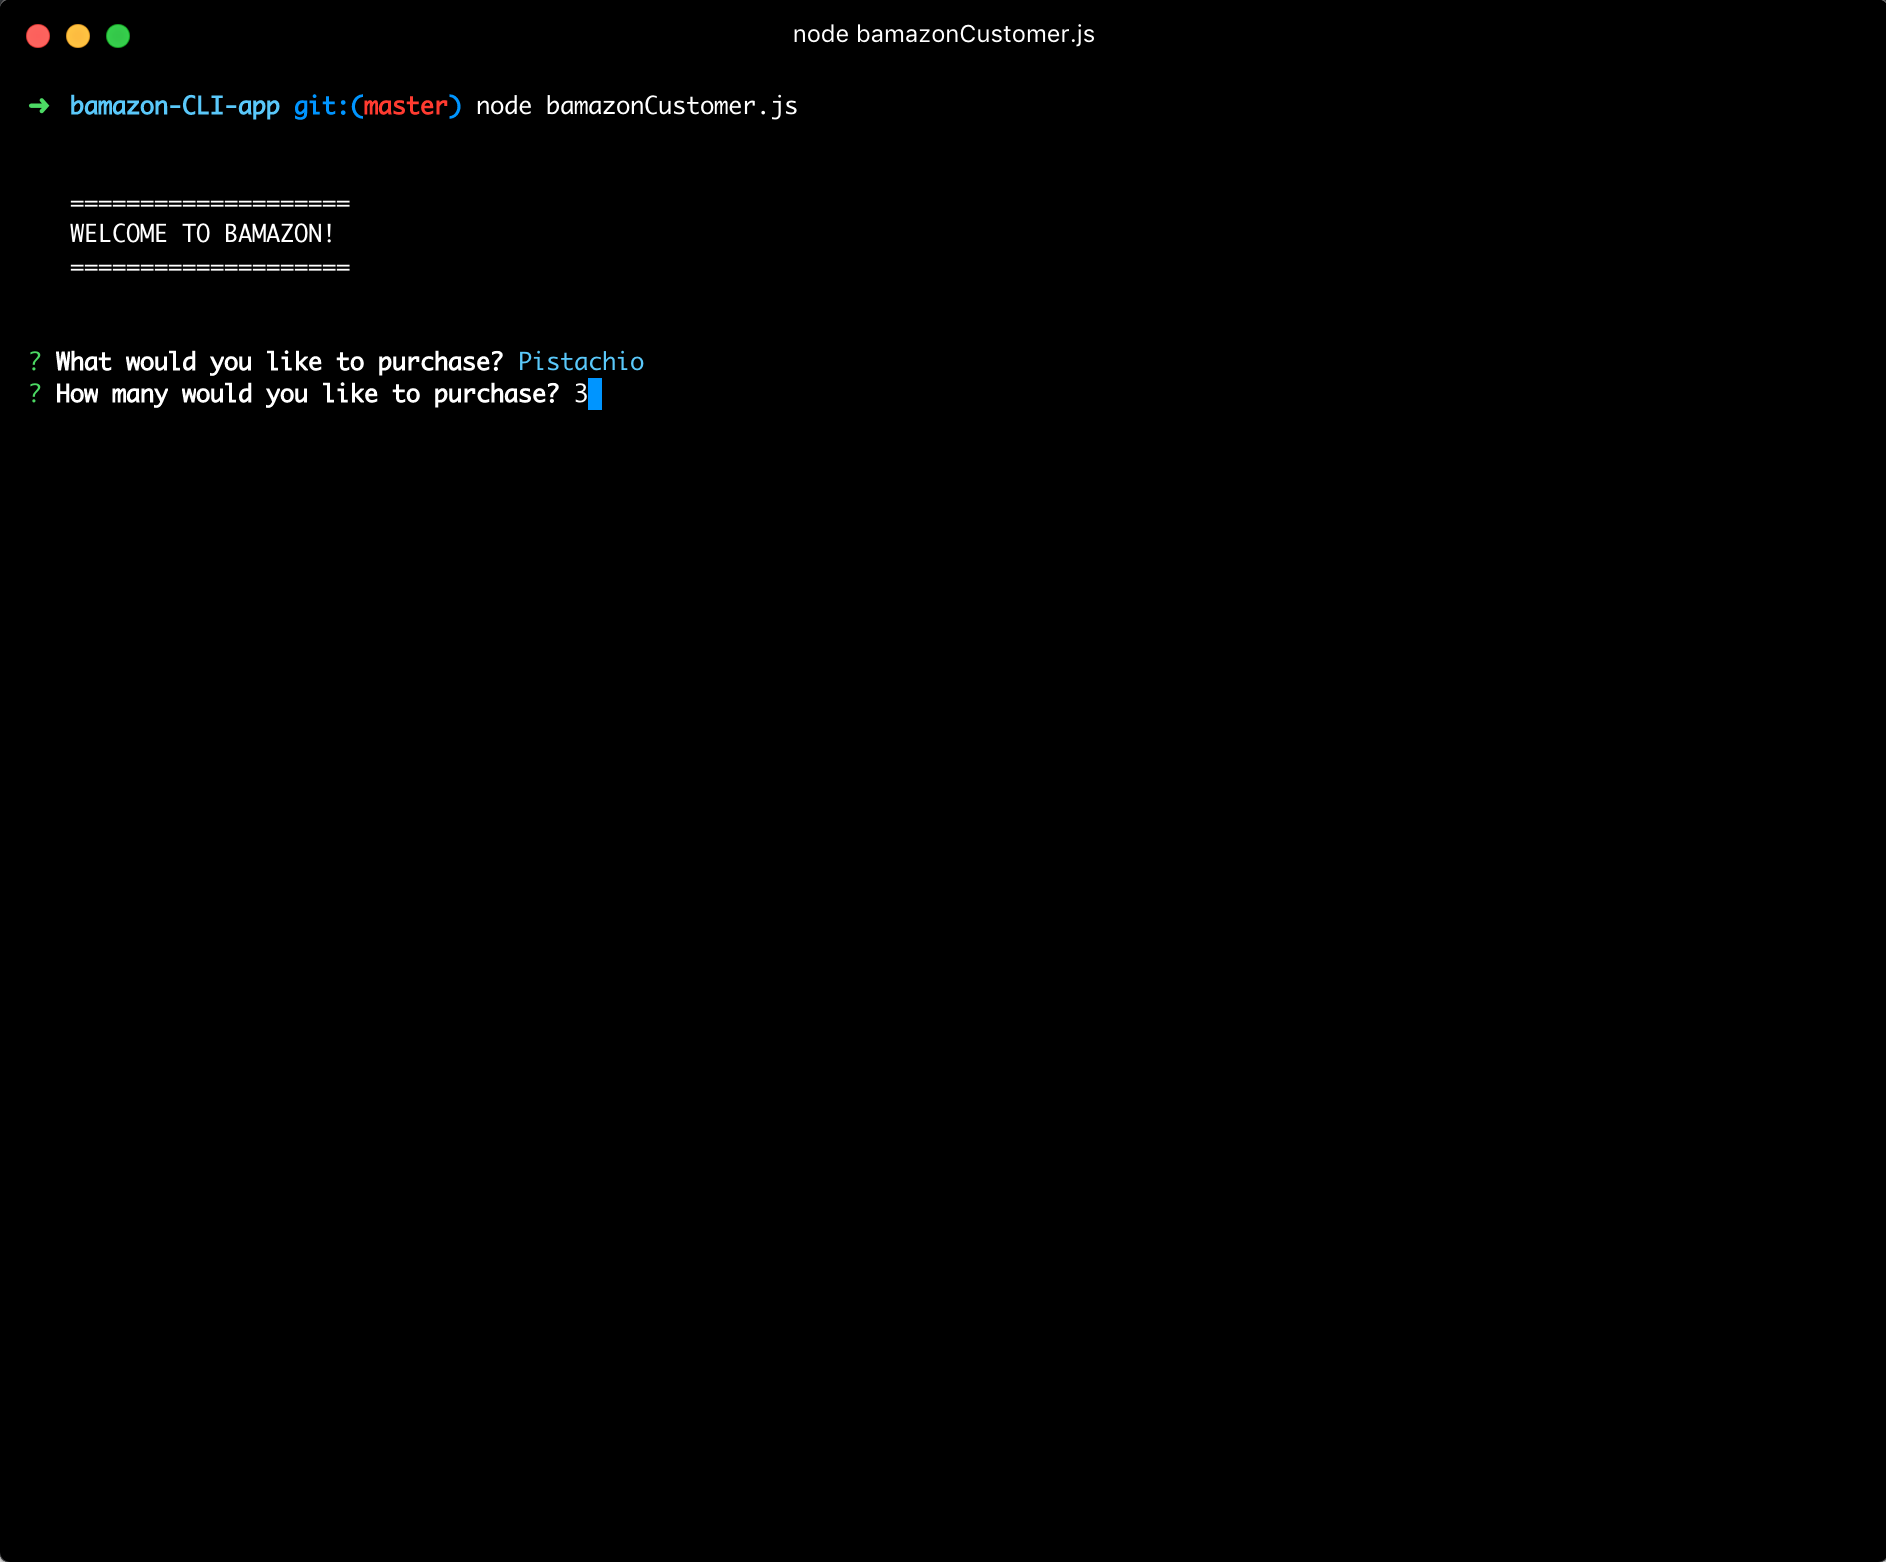 node bamazonCustomer.js
➜ bamazon-CLI-app git:(master) node bamazonCustomer.js
====================
WELCOME TO BAMAZON!
====================
? What would you like to purchase? Pistachio
? How many would you like to purchase? 3